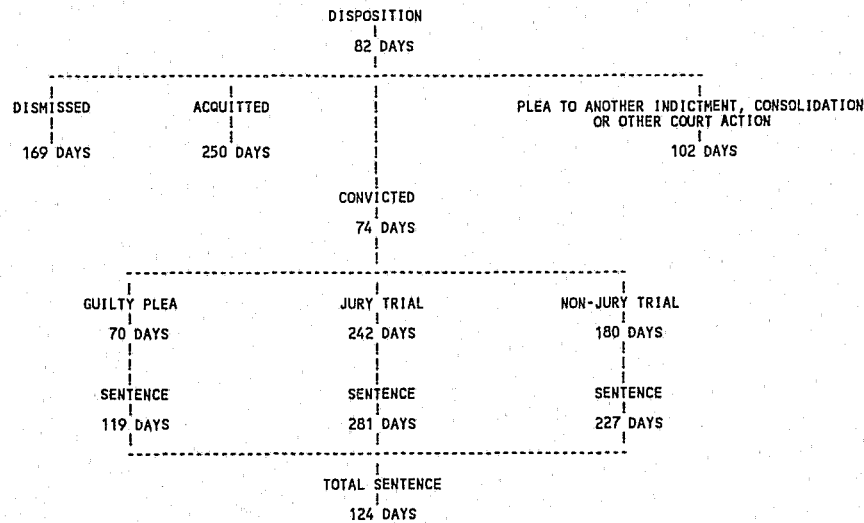 DISPOSITION
82 DAYS
DISMISSED ACQUITTED PLEA TO ANOTHER INDICTMENT, CONSOLIDATION
OR OTHER COURT ACTION
169 DAYS 250 DAYS 102 DAYS
CONVICTED
74 DAYS
GUILTY PLEA JURY TRIAL NON-JURY TRIAL
70 DAYS 242 DAYS 180 DAYS
SENTENCE SENTENCE SENTENCE
119 DAYS 281 DAYS 227 DAYS
TOTAL SENTENCE
124 DAYS